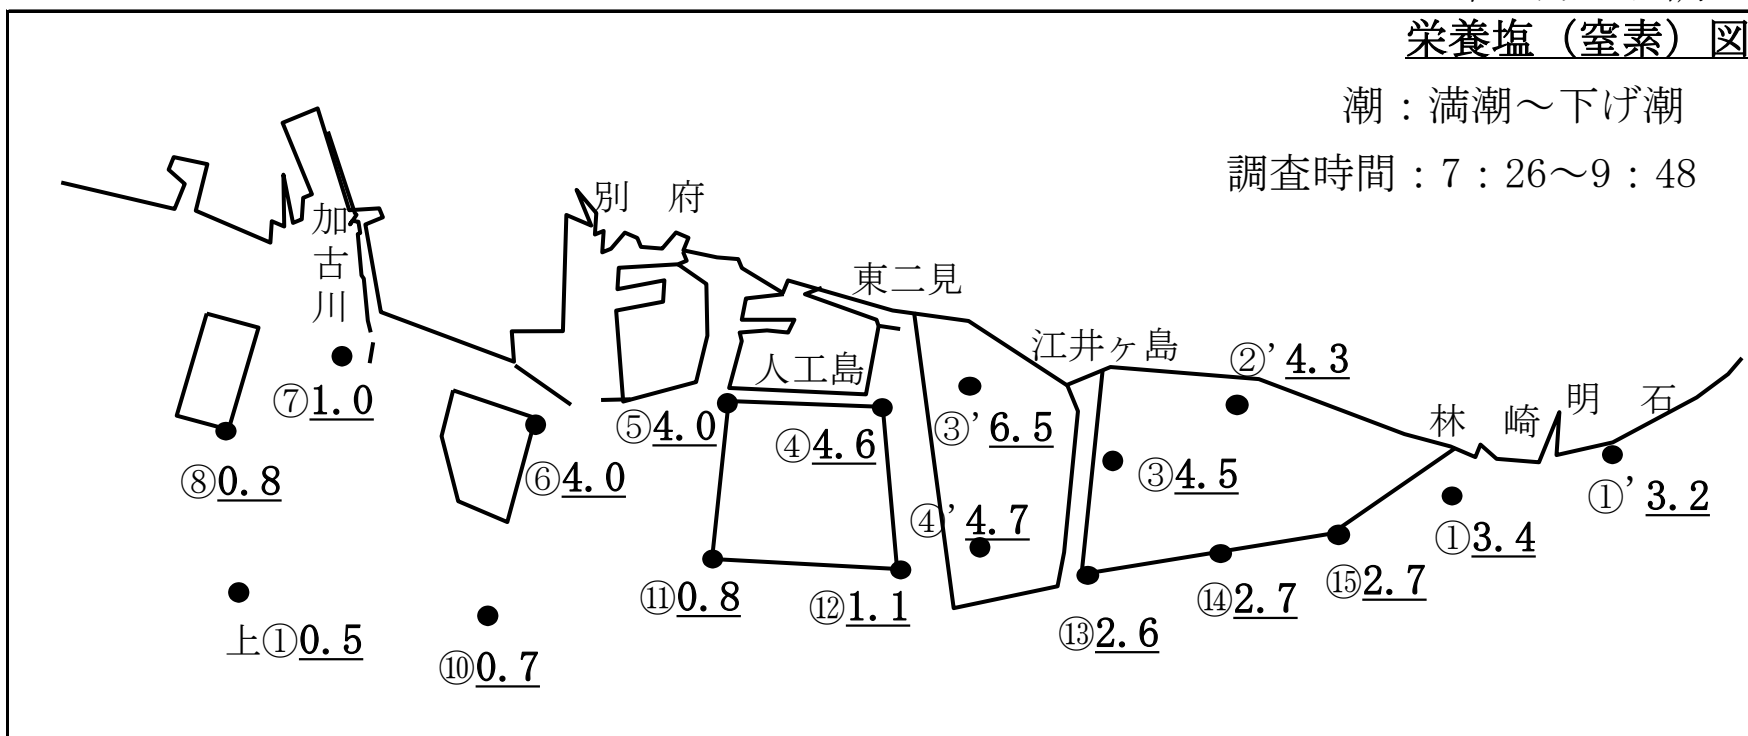 栄養塩（窒素）図
潮：満潮～下げ潮
調査時間：7：26～9：48
別　府
加古川
東二見
江井ヶ島
人工島
②’4.3
林　崎
明　石
⑦1.0
⑤4.0
④4.6
③’6.5
⑧0.8
⑥4.0
③4.5
①’3.2
④’4.7
①3.4
⑪0.8
⑫1.1
⑭2.7
⑮2.7
上①0.5
⑬2.6
⑩0.7